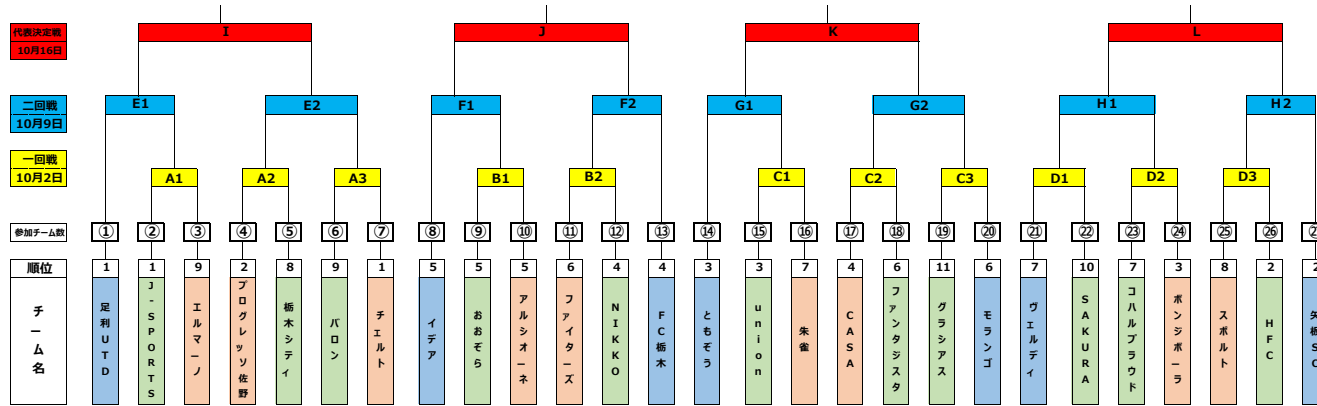 代表決定戦
10月16日
I
J
K
L
二回戦
10月9日
E1
E2
F1
F2
G1
G2
H1
H2
一回戦
10月2日
A1
A2
A3
B1
B2
C1
C2
C3
D1
D2
D3
参加チーム数
①
②
③
④
⑤
⑥
⑦
⑧
⑨
⑩
⑪
⑫
⑬
⑭
⑮
⑯
⑰
⑱
⑲
⑳
㉑
㉒
㉓
㉔
㉕
㉖
順位
1
1
9
2
8
9
1
5
5
5
6
4
4
3
3
7
4
6
11
6
7
10
7
3
8
2
2
チーム名
足利UTD
J-SPORTS
エルマーノ
プログレッソ佐野
栃木シティ
バロン
チェルト
イデア
おおぞら
アルシオーネ
ファイターズ
NIKKO
FC栃木
ともぞう
union
朱雀
CASA
ファンタジスタ
グラシアス
モランゴ
ヴェルディ
SAKURA
コハルプラウド
ボンジボーラ
スポルト
HFC
矢板SC